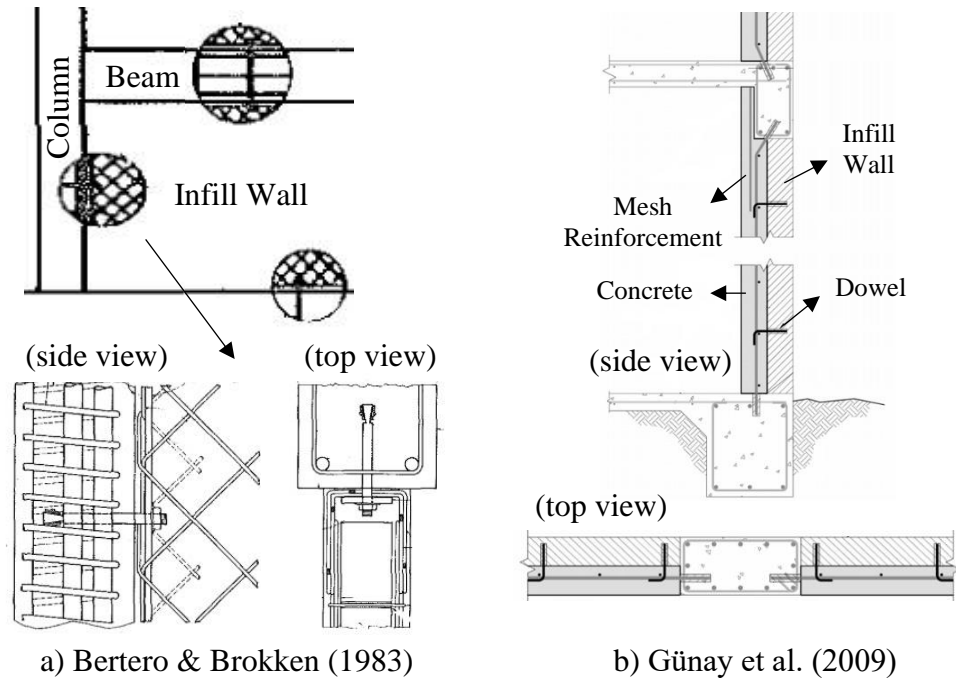 Column
Beam
Infill Wall
(side view)
(top view)
a) Bertero & Brokken (1983)
Infill
Wall
Mesh
Reinforcement
Concrete
Dowel
(side view)
(top view)
b) Günay et al. (2009)